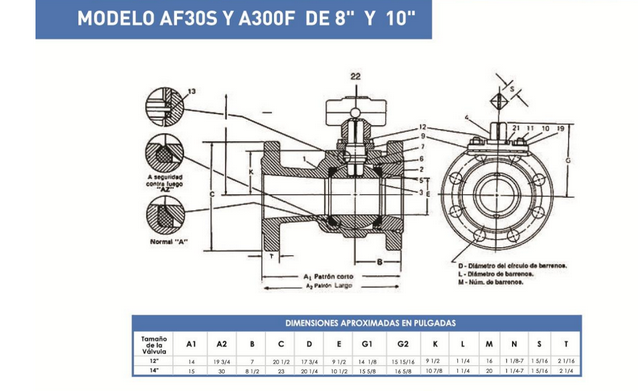 MODELO AF30S Y A300F DE 8" Y 10"
22
13
S
4
12
9
7
6
2
5
3
1
21 11 10 19
I
K
C
E
G
A seguridad
contra fuego
"AZ"
Normal "A"
T
B
A1 Patrón corto
A2 Patrón Largo
D - Diámetro del círculo de barrenos.
L - Diámetro de barrenos.
M - Núm. de barrenos.
DIMENSIONES APROXIMADAS EN PULGADAS
Tamaño de la Válvula A1 A2 B C D E G1 G2 K L M N S T
12" 14 19 3/4 7 20 1/2 17 3/4 9 1/2 14 1/8 15 15/16 9 1/2 1 1/4 16 1 1/8-7 1 5/16 2 1/16
14" 15 30 8 1/2 23 20 1/4 10 1/2 15 5/8 16 5/8 10 7/8 1 1/4 20 1 1/4-7 1 5/16 2 1/4